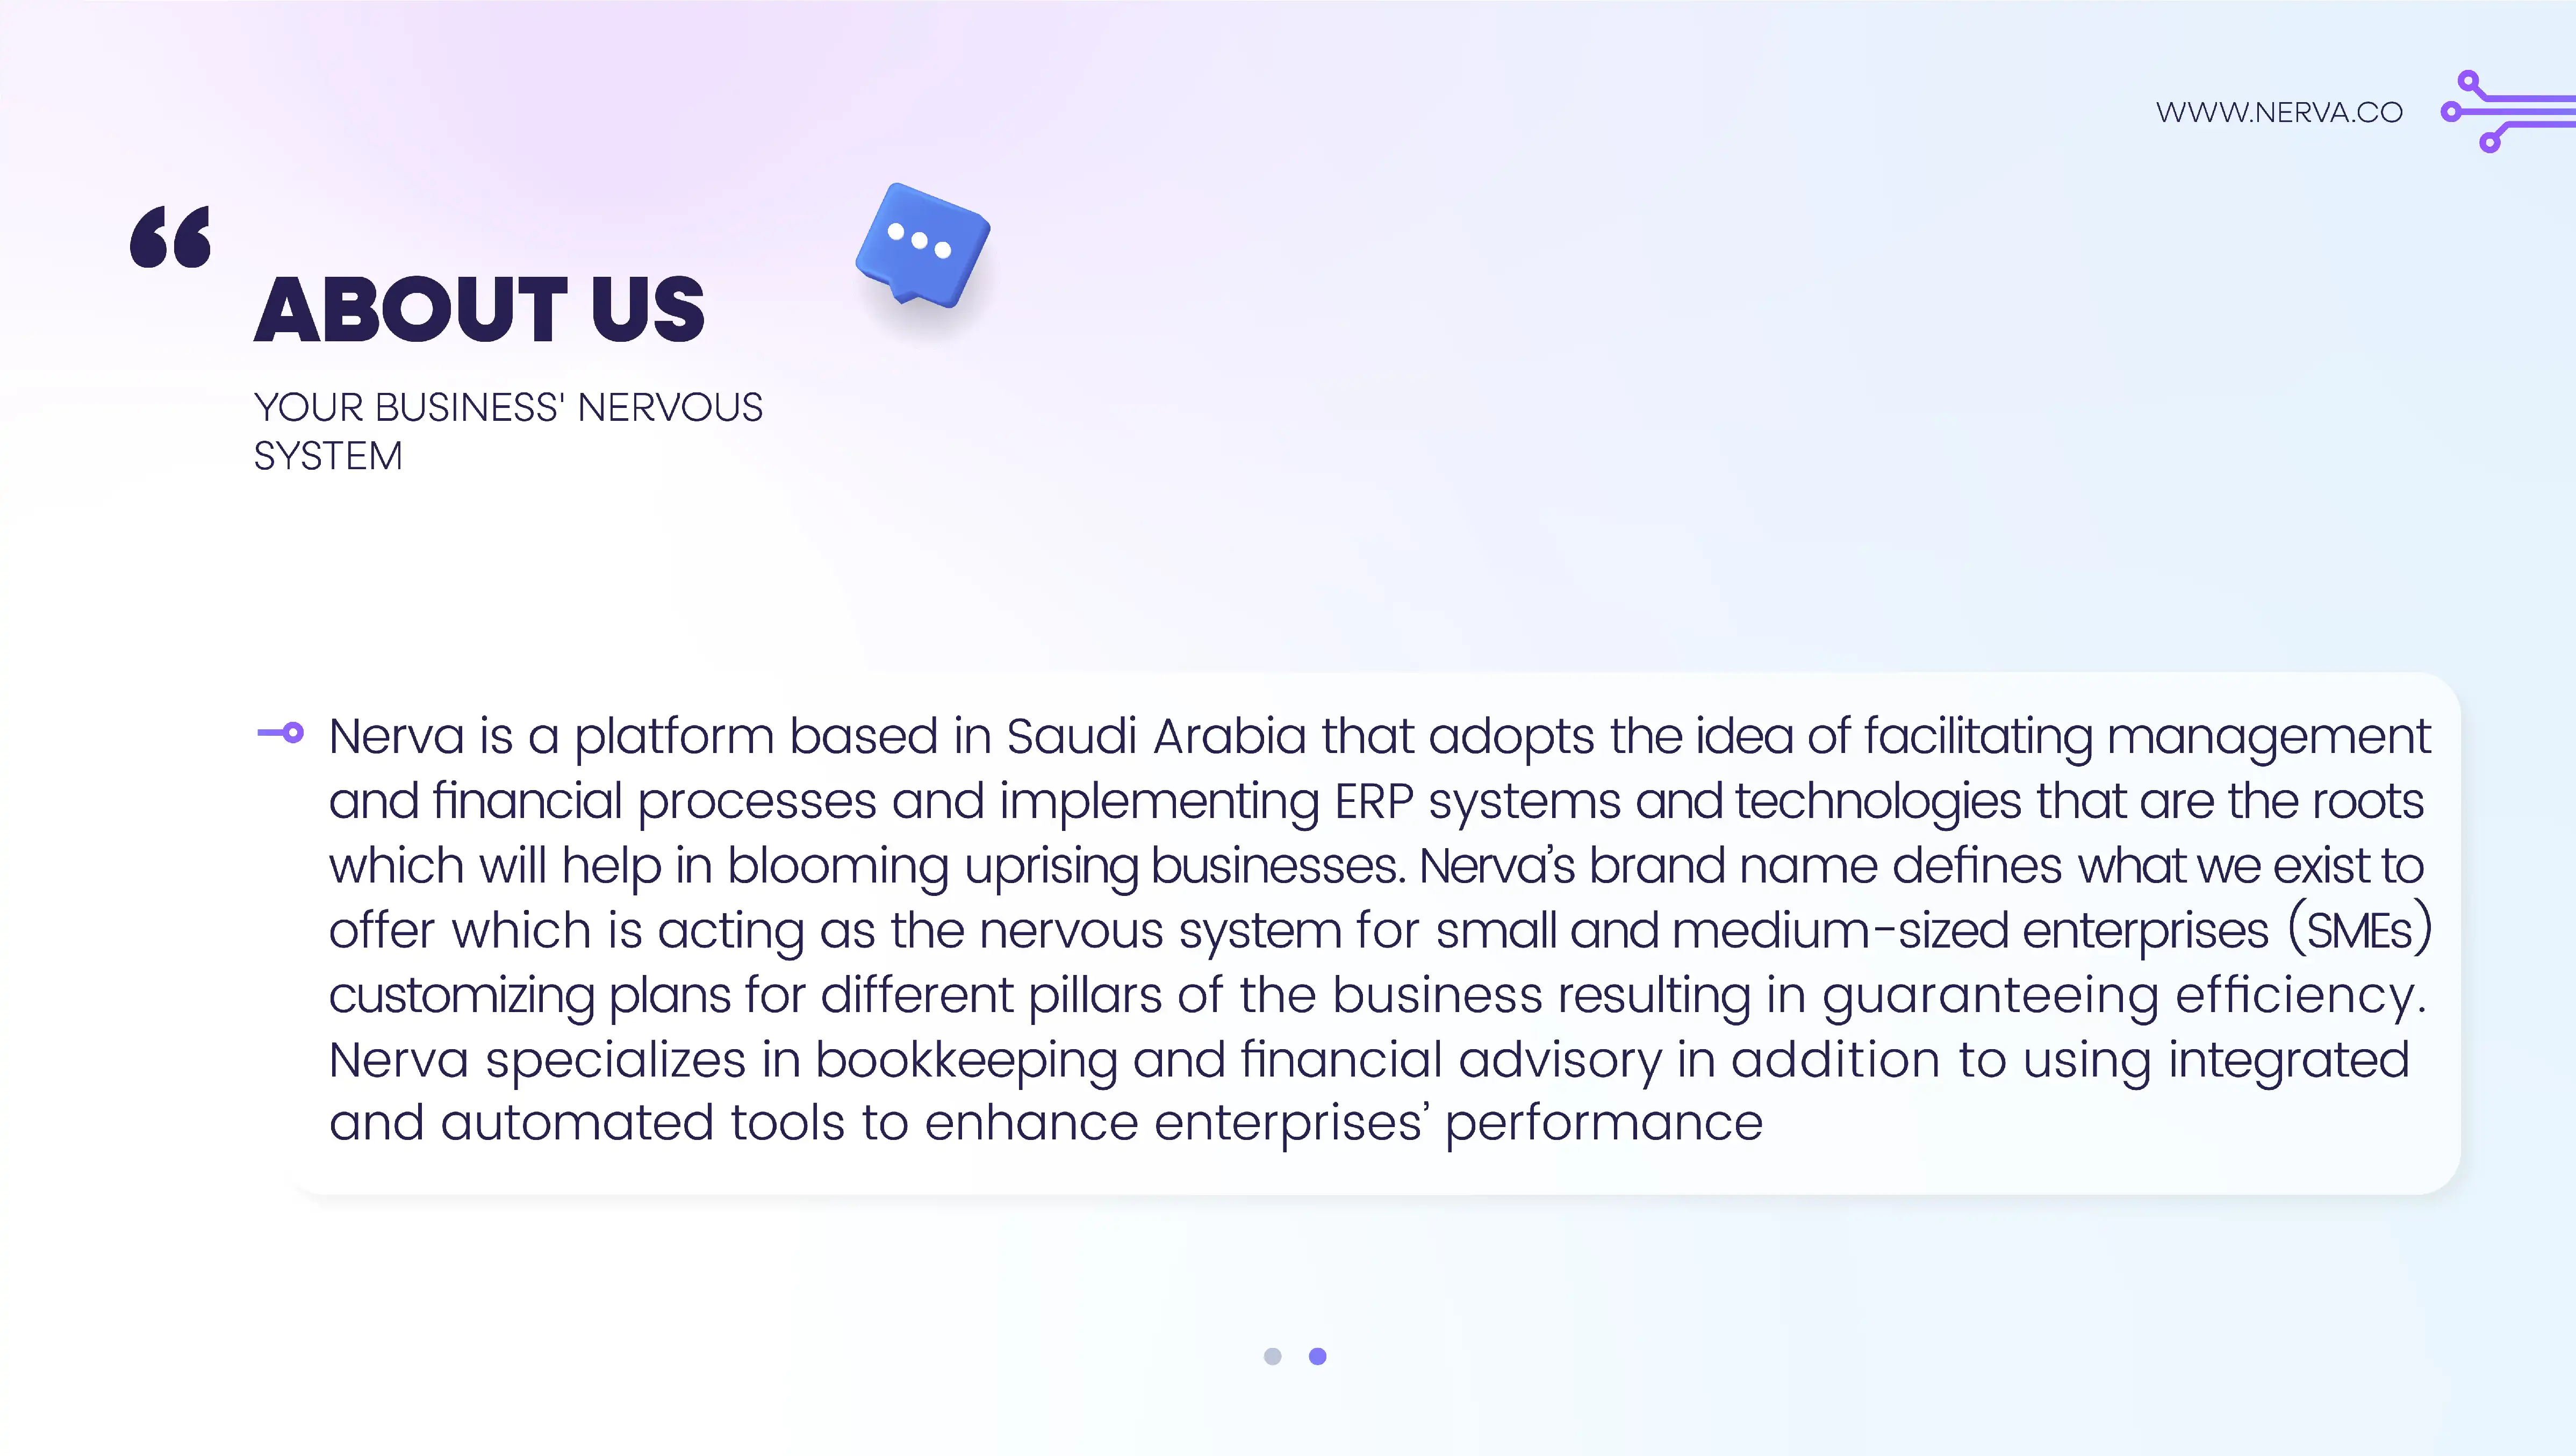 WWW.NERVA.CO
“
ABOUT US
YOUR BUSINESS' NERVOUS
SYSTEM
Nerva is a platform based in Saudi Arabia that adopts the idea of facilitating management
and financial processes and implementing ERP systems and technologies that are the roots
which will help in blooming uprising businesses. Nerva’s brand name defines what we exist to
offer which is acting as the nervous system for small and medium-sized enterprises (SMEs)
customizing plans for different pillars of the business resulting in guaranteeing efficiency.
Nerva specializes in bookkeeping and financial advisory in addition to using integrated
and automated tools to enhance enterprises’ performance